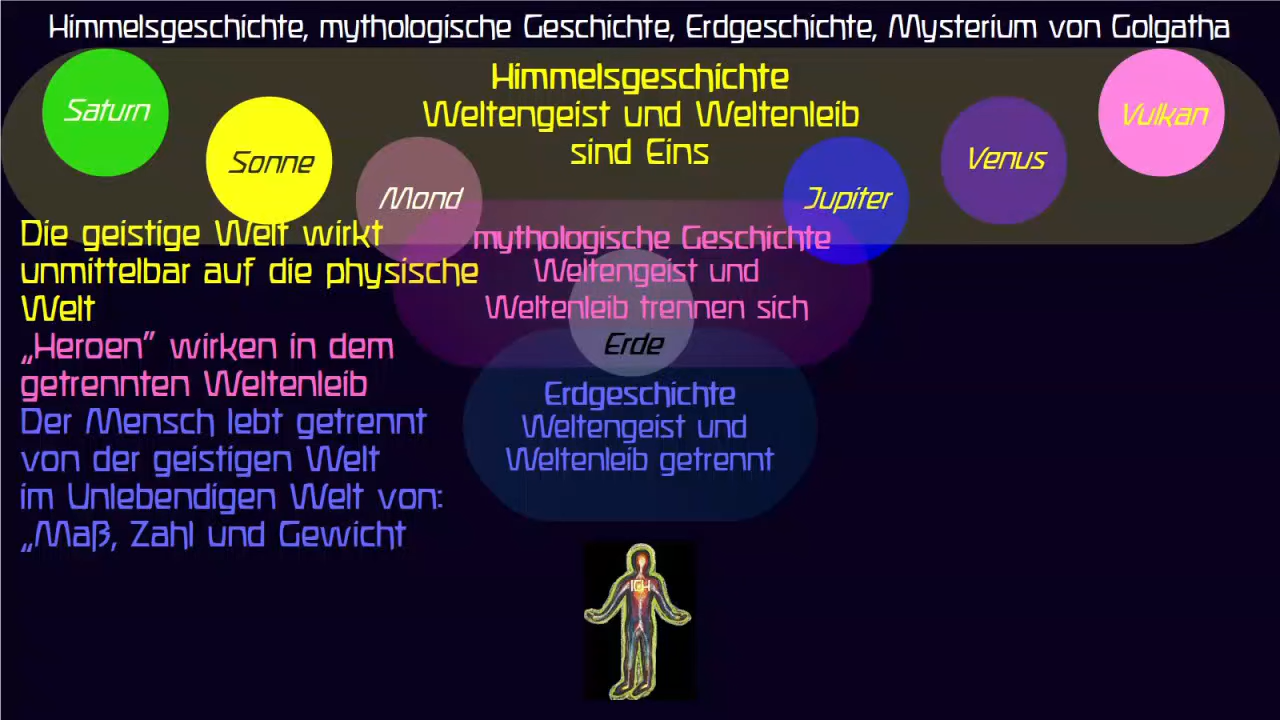 Himmelsgeschichte, mythologische Geschichte, Erdgeschichte, Mysterium von Golgatha
Himmelsgeschichte
Weltengeist und Weltenleib
sind Eins
Saturn
Sonne
Mond
Jupiter
Venus
Vulkan
mythologische Geschichte
Weltengeist und
Weltenleib trennen sich
Erde
Erdgeschichte
Weltengeist und
Weltenleib getrennt
Die geistige Welt wirkt
unmittelbar auf die physische
Welt
„Heroen” wirken in dem
getrennten Weltenleib
Der Mensch lebt getrennt
von der geistigen Welt
im Unlebendigen Welt von:
„Maß, Zahl und Gewicht
ICH